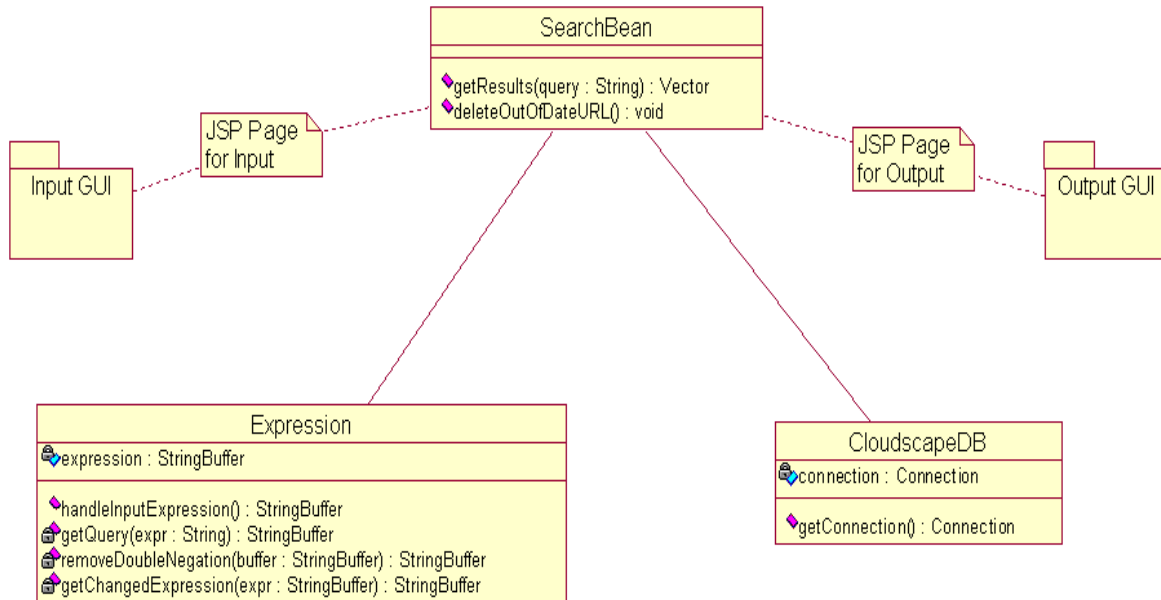 SearchBean
getResults(query : String) : Vector
deleteOutOfDateURL() : void
JSP Page
for Input
JSP Page
for Output
Input GUI
Output GUI
Expression
expression : StringBuffer
handleInputExpression() : StringBuffer
getQuery(expr : String) : StringBuffer
removeDoubleNegation(buffer : StringBuffer) : StringBuffer
getChangedExpression(expr : StringBuffer) : StringBuffer
CloudscapeDB
connection : Connection
getConnection() : Connection